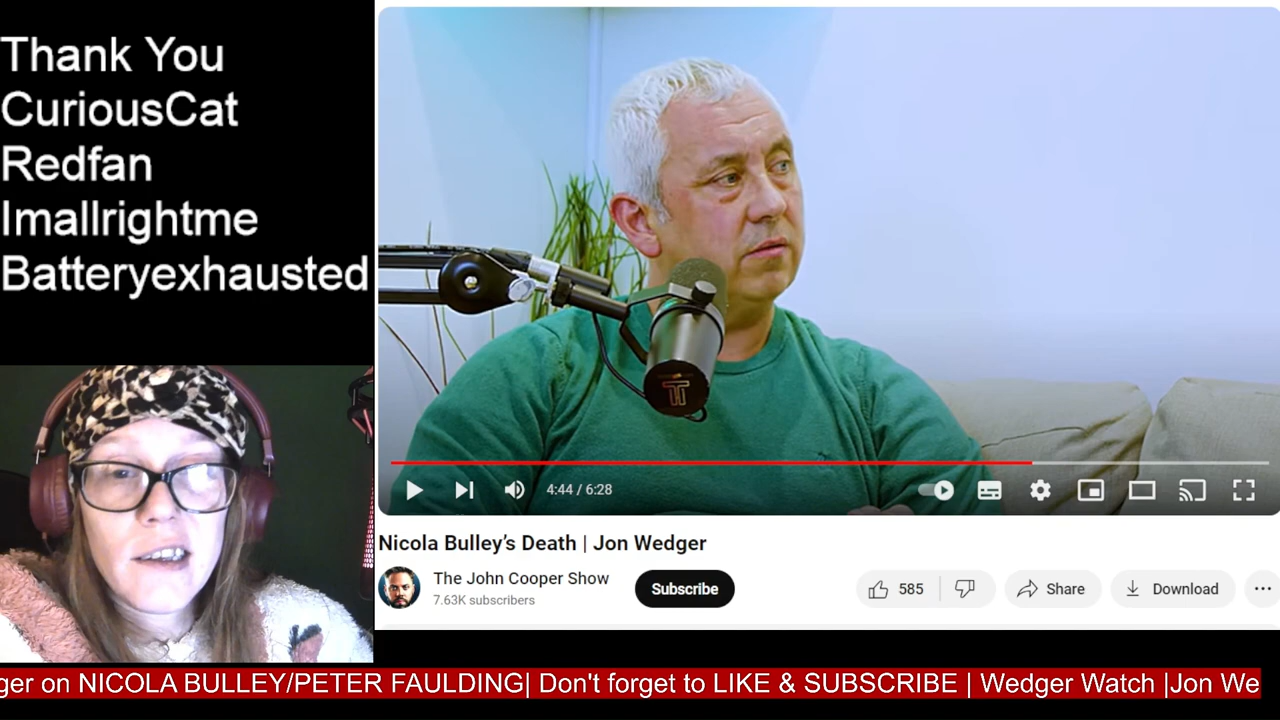 Thank You
CuriousCat
Redfan
Imallrightme
Batteryexhausted
4:44 / 6:28
Nicola Bulley's Death | Jon Wedger
The John Cooper Show
7.63K subscribers
Subscribe
585
Share
Download
ger on NICOLA BULLEY/PETER FAULDING| Don't forget to LIKE & SUBSCRIBE | Wedger Watch |Jon We